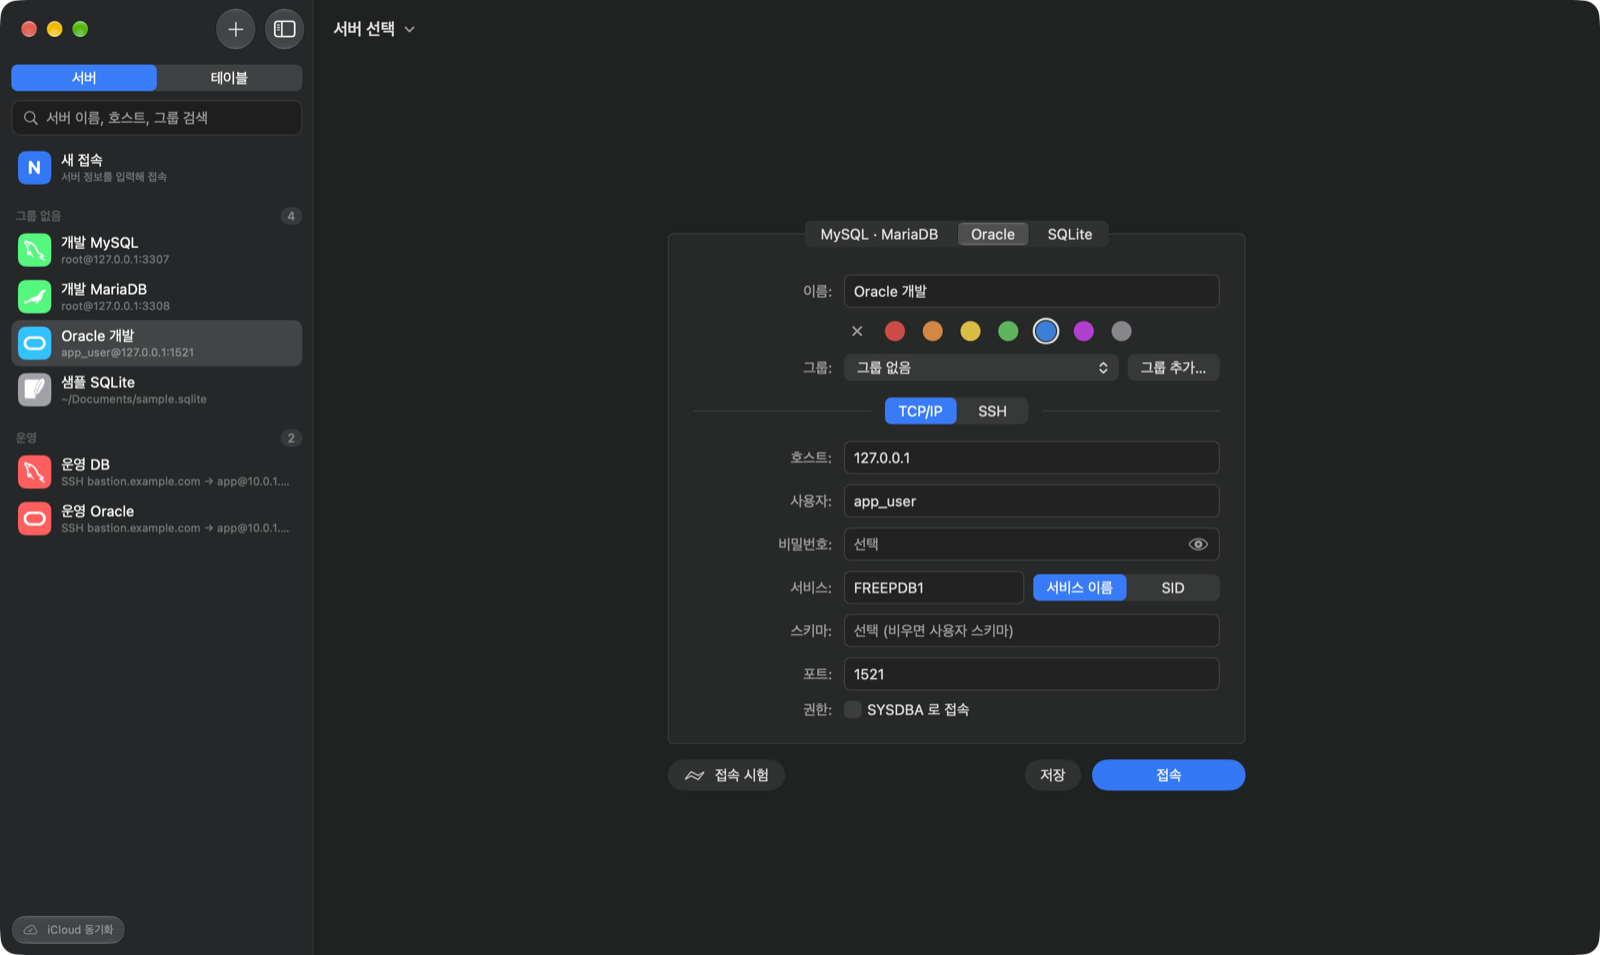 서버 선택
서버
테이블
서버 이름, 호스트, 그룹 검색
N
새 접속
서버 정보를 입력해 접속
그룹 없음
4
개발 MySQL
root@127.0.0.1:3307
개발 MariaDB
root@127.0.0.1:3308
Oracle 개발
app_user@127.0.0.1:1521
샘플 SQLite
~/Documents/sample.sqlite
운영
2
운영 DB
SSH bastion.example.com → app@10.0.1....
운영 Oracle
SSH bastion.example.com → app@10.0.1....
iCloud 동기화
MySQL · MariaDB
Oracle
SQLite
이름:
Oracle 개발
그룹:
그룹 없음
그룹 추가...
TCP/IP
SSH
호스트:
127.0.0.1
사용자:
app_user
비밀번호:
선택
서비스:
FREEPDB1
서비스 이름
SID
스키마:
선택 (비우면 사용자 스키마)
포트:
1521
권한:
SYSDBA 로 접속
접속 시험
저장
접속